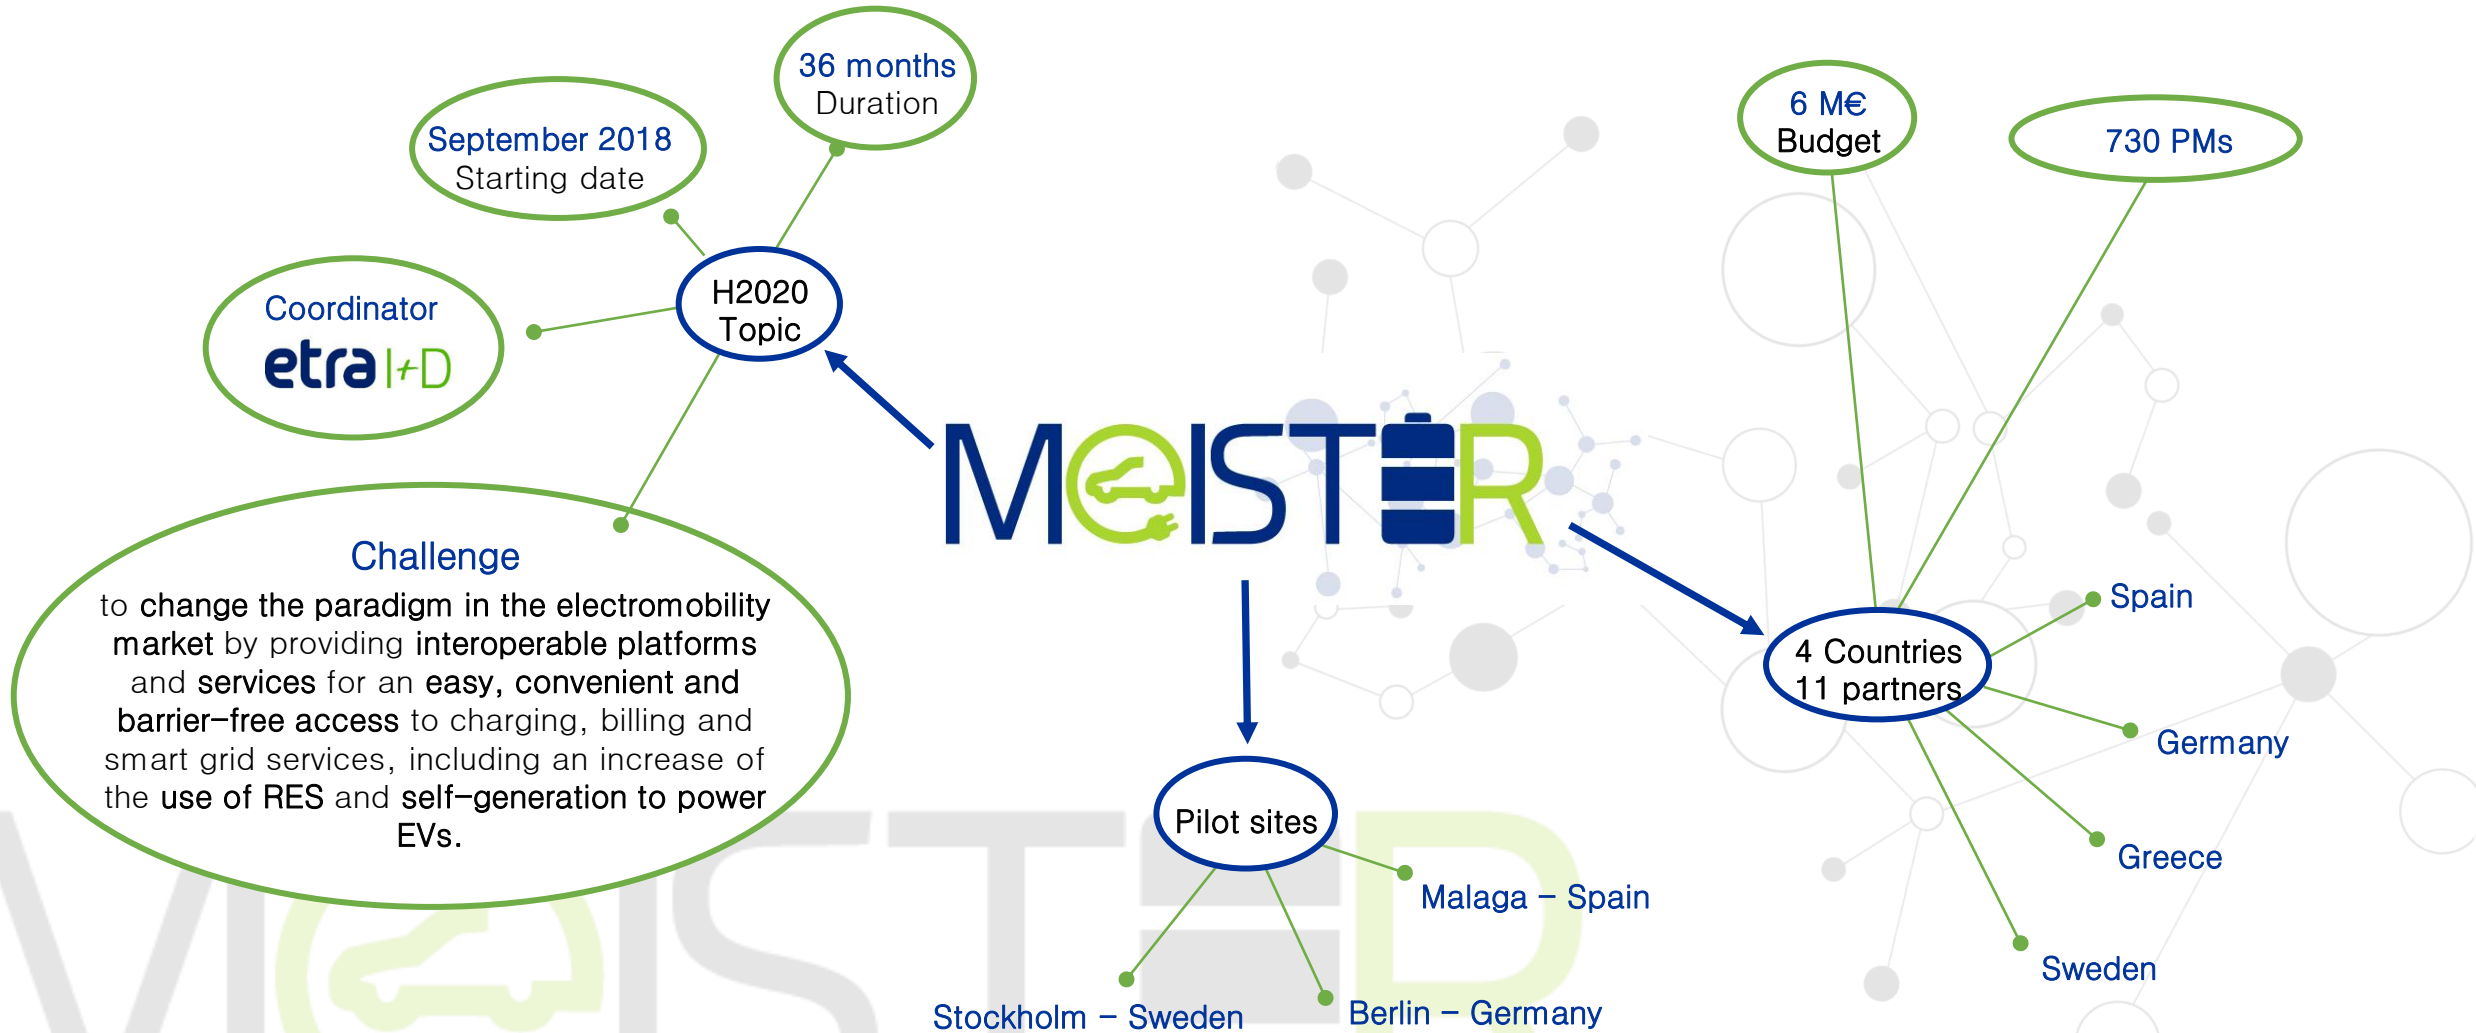 36 months
Duration
September 2018
Starting date
Coordinator
etra I+D
H2020
Topic
Challenge
to change the paradigm in the electromobility
market by providing interoperable platforms
and services for an easy, convenient and
barrier-free access to charging, billing and
smart grid services, including an increase of
the use of RES and self-generation to power
EVs.
MeISTER
Pilot sites
Malaga - Spain
Berlin - Germany
Stockholm - Sweden
6 M€
Budget
730 PMs
4 Countries
11 partners
Spain
Germany
Greece
Sweden
MeISTER